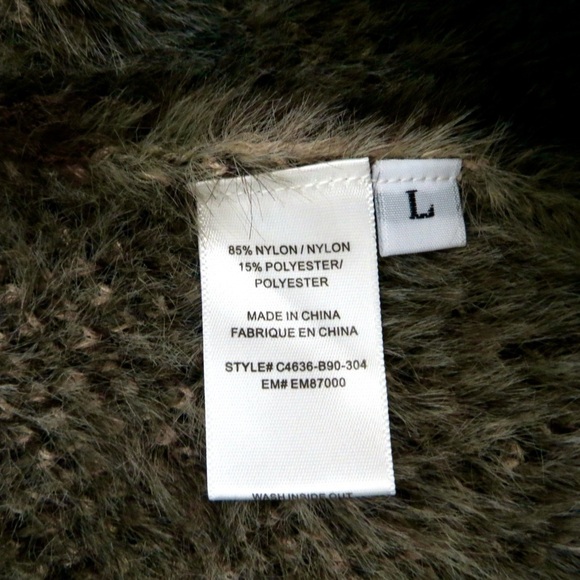 85% NYLON / NYLON
15% POLYESTER/
POLYESTER
MADE IN CHINA
FABRIQUE EN CHINA
STYLE# C4636-B90-304
EM# EM87000
WASH INSIDE OUT
L